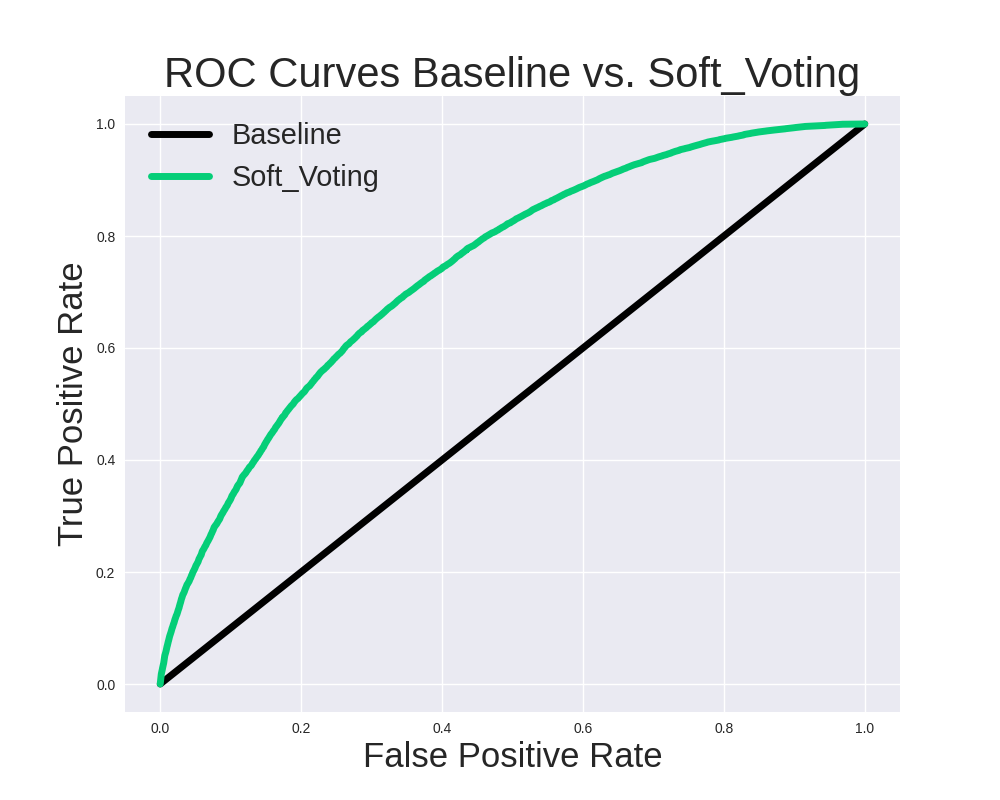 ROC Curves Baseline vs. Soft_Voting
Baseline
Soft_Voting
True Positive Rate
1.0
0.8
0.6
0.4
0.2
0.0
0.0 0.2 0.4 0.6 0.8 1.0
False Positive Rate